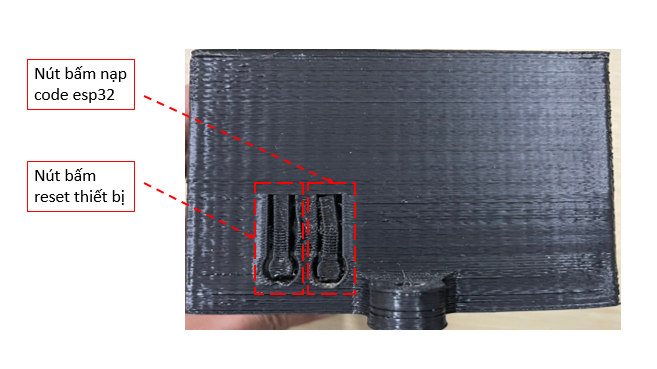 Nút bấm nạp
code esp32
Nút bấm
reset thiết bị